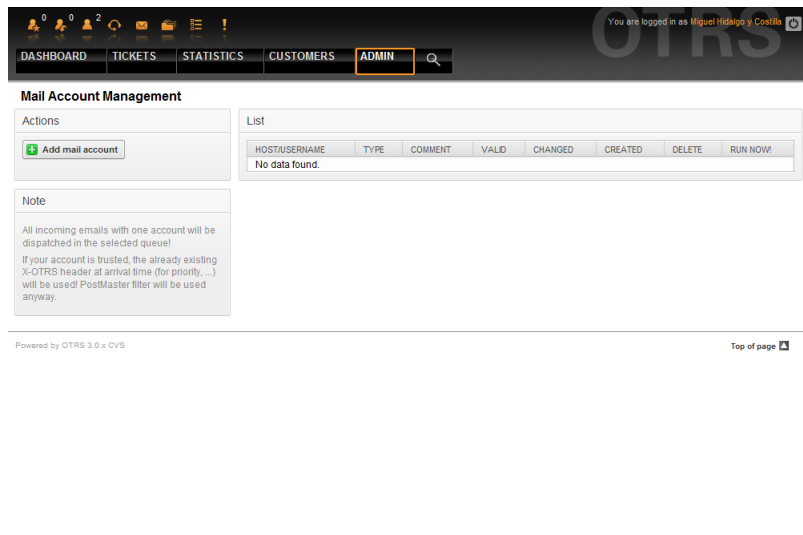 0 0 2
You are logged in as Miguel Hidalgo y Costilla
OTRS
DASHBOARD TICKETS STATISTICS CUSTOMERS ADMIN
Mail Account Management
Actions
Add mail account
List
HOST/USERNAME TYPE COMMENT VALID CHANGED CREATED DELETE RUN NOW!
No data found.
Note
All incoming emails with one account will be
dispatched in the selected queue!
If your account is trusted, the already existing
X-OTRS header at arrival time (for priority, ...)
will be used! PostMaster filter will be used
anyway.
Powered by OTRS 3.0.x CVS
Top of page